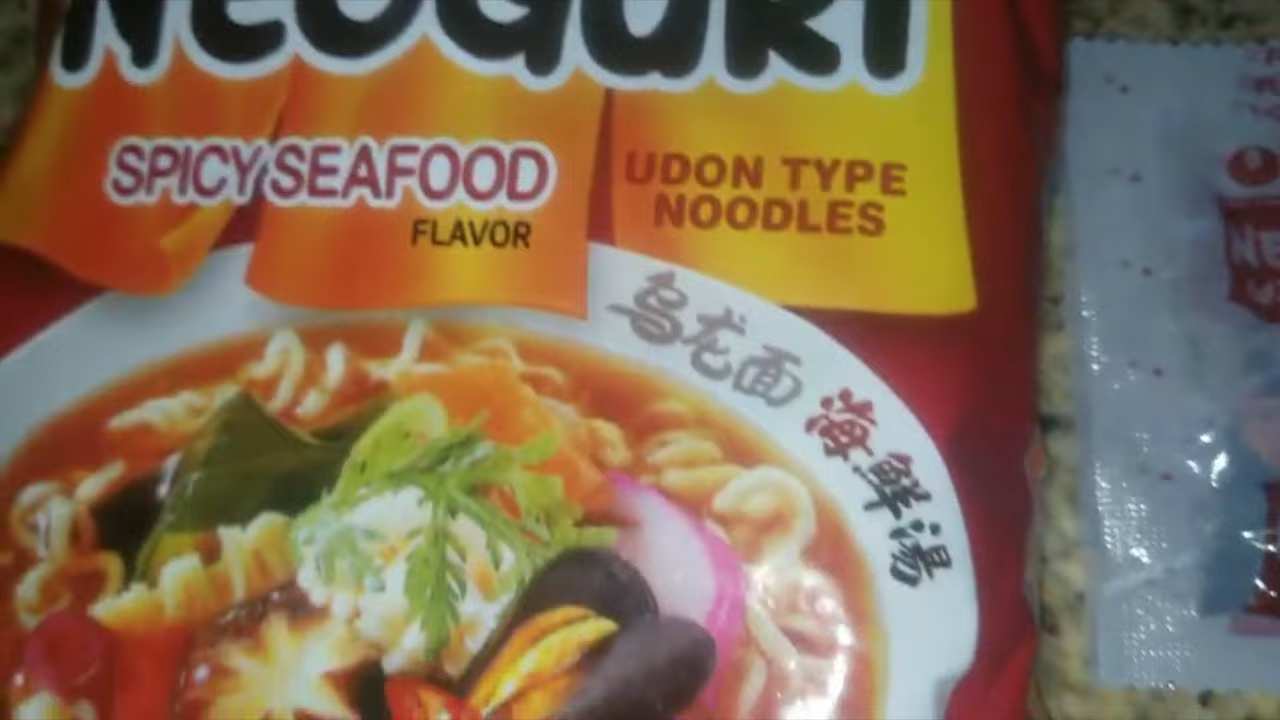 NEOGURI
SPICY SEAFOOD
FLAVOR
UDON TYPE
NOODLES
乌龙面 海鲜汤